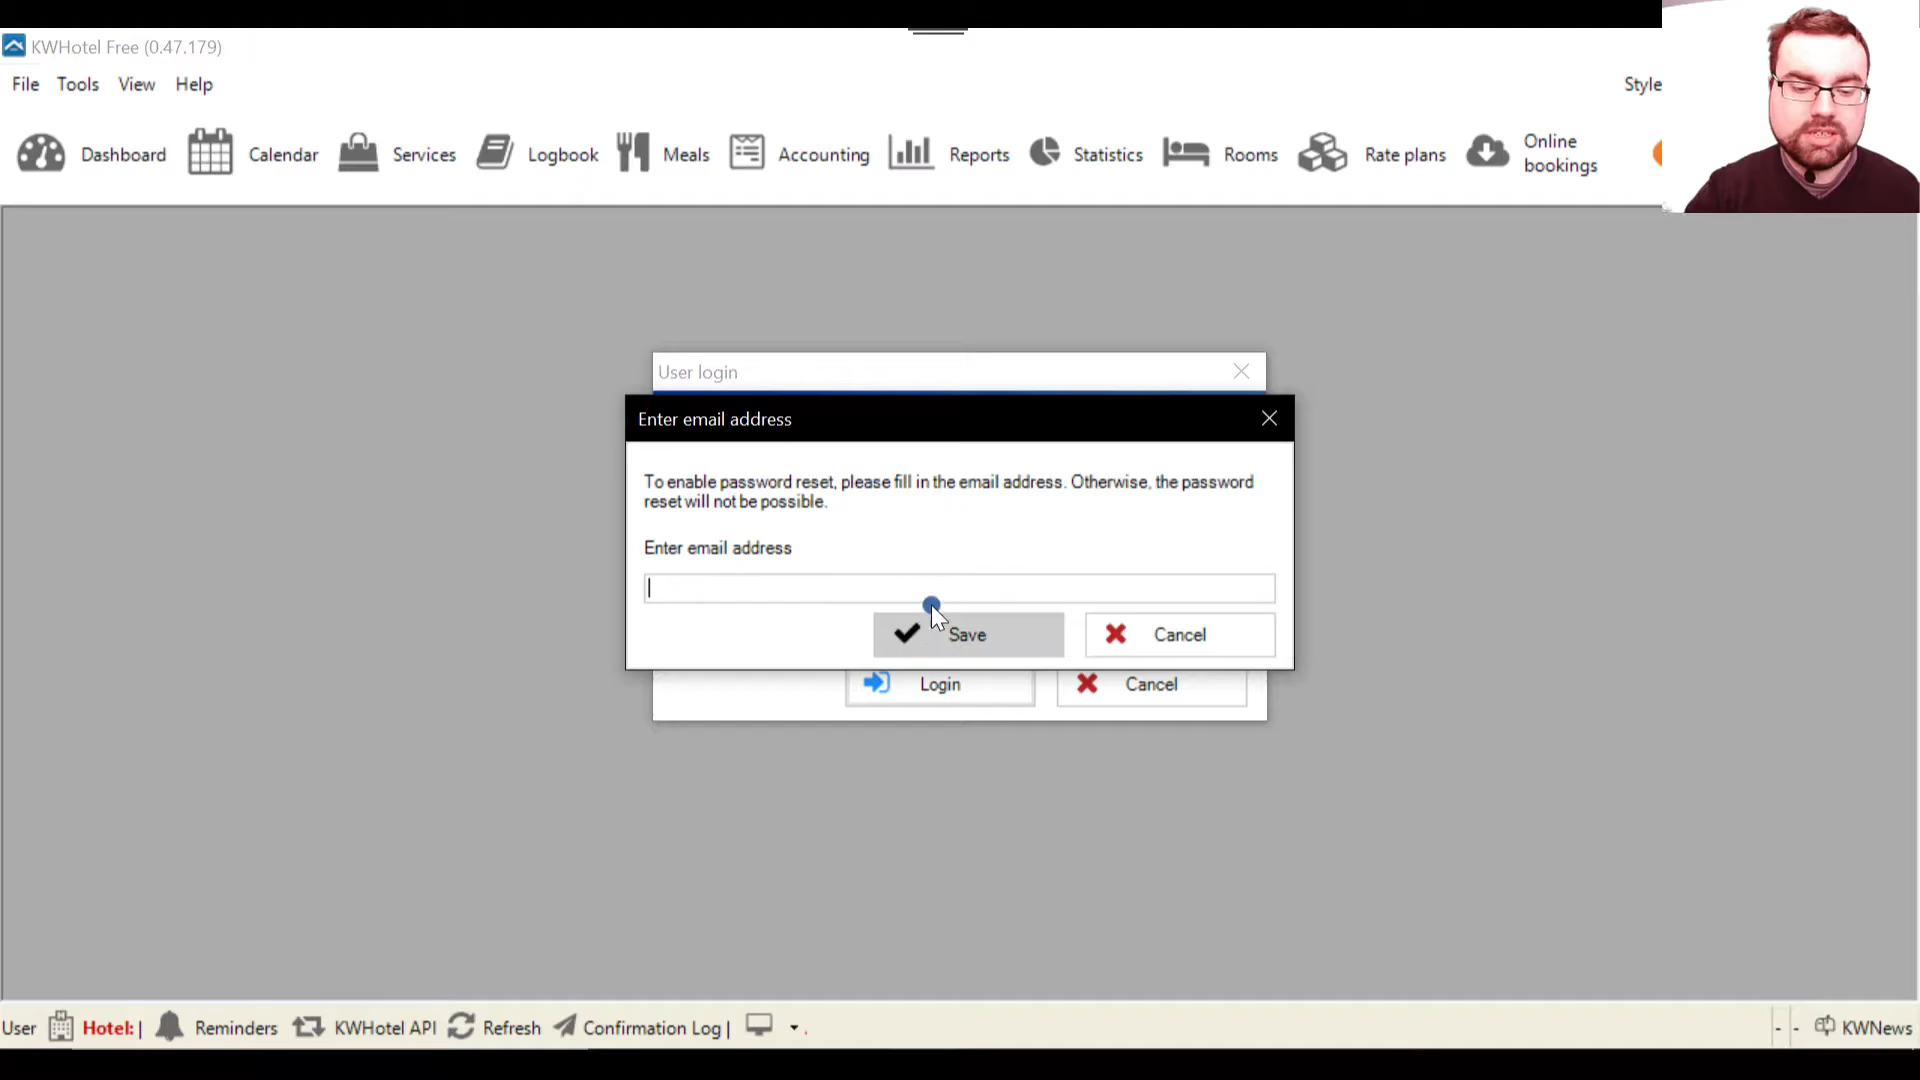 KWHotel Free (0.47.179)
File Tools View Help Style
Dashboard Calendar Services Logbook Meals Accounting Reports Statistics Rooms Rate plans Online bookings
User login
Enter email address
To enable password reset, please fill in the email address. Otherwise, the password
reset will not be possible.
Enter email address
Save Cancel
Login Cancel
User Hotel: | Reminders KWHotel API Refresh Confirmation Log | . - - KWNews